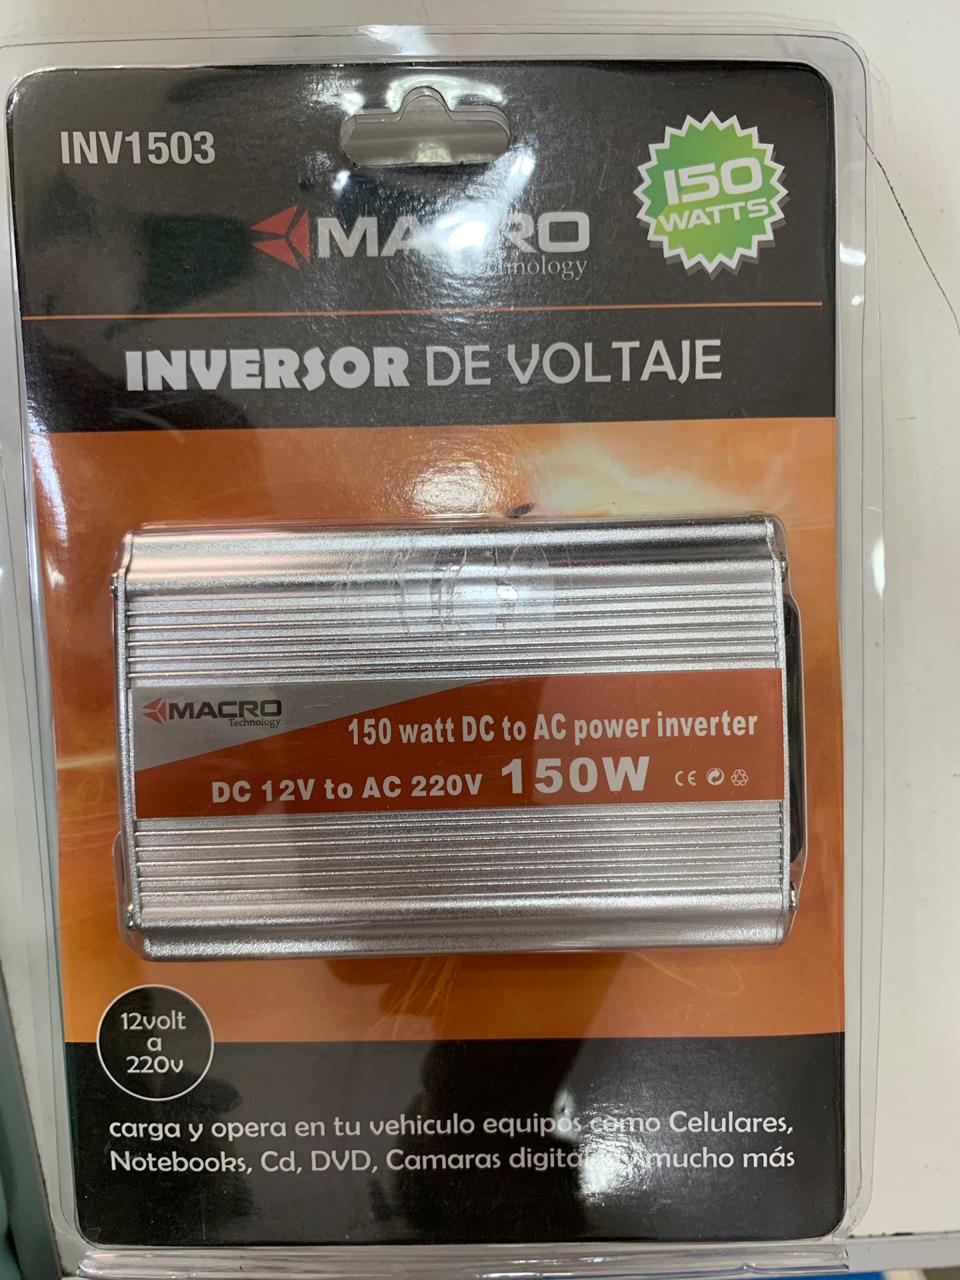 INV1503
150
WATTS
MACRO
INVERSOR DE VOLTAJE
MACRO
Technology
150 watt DC to AC power inverter
DC 12V to AC 220V 150W CE
12volt
a
220v
carga y opera en tu vehiculo equipos como Celulares,
Notebooks, Cd, DVD, Camaras mucho más